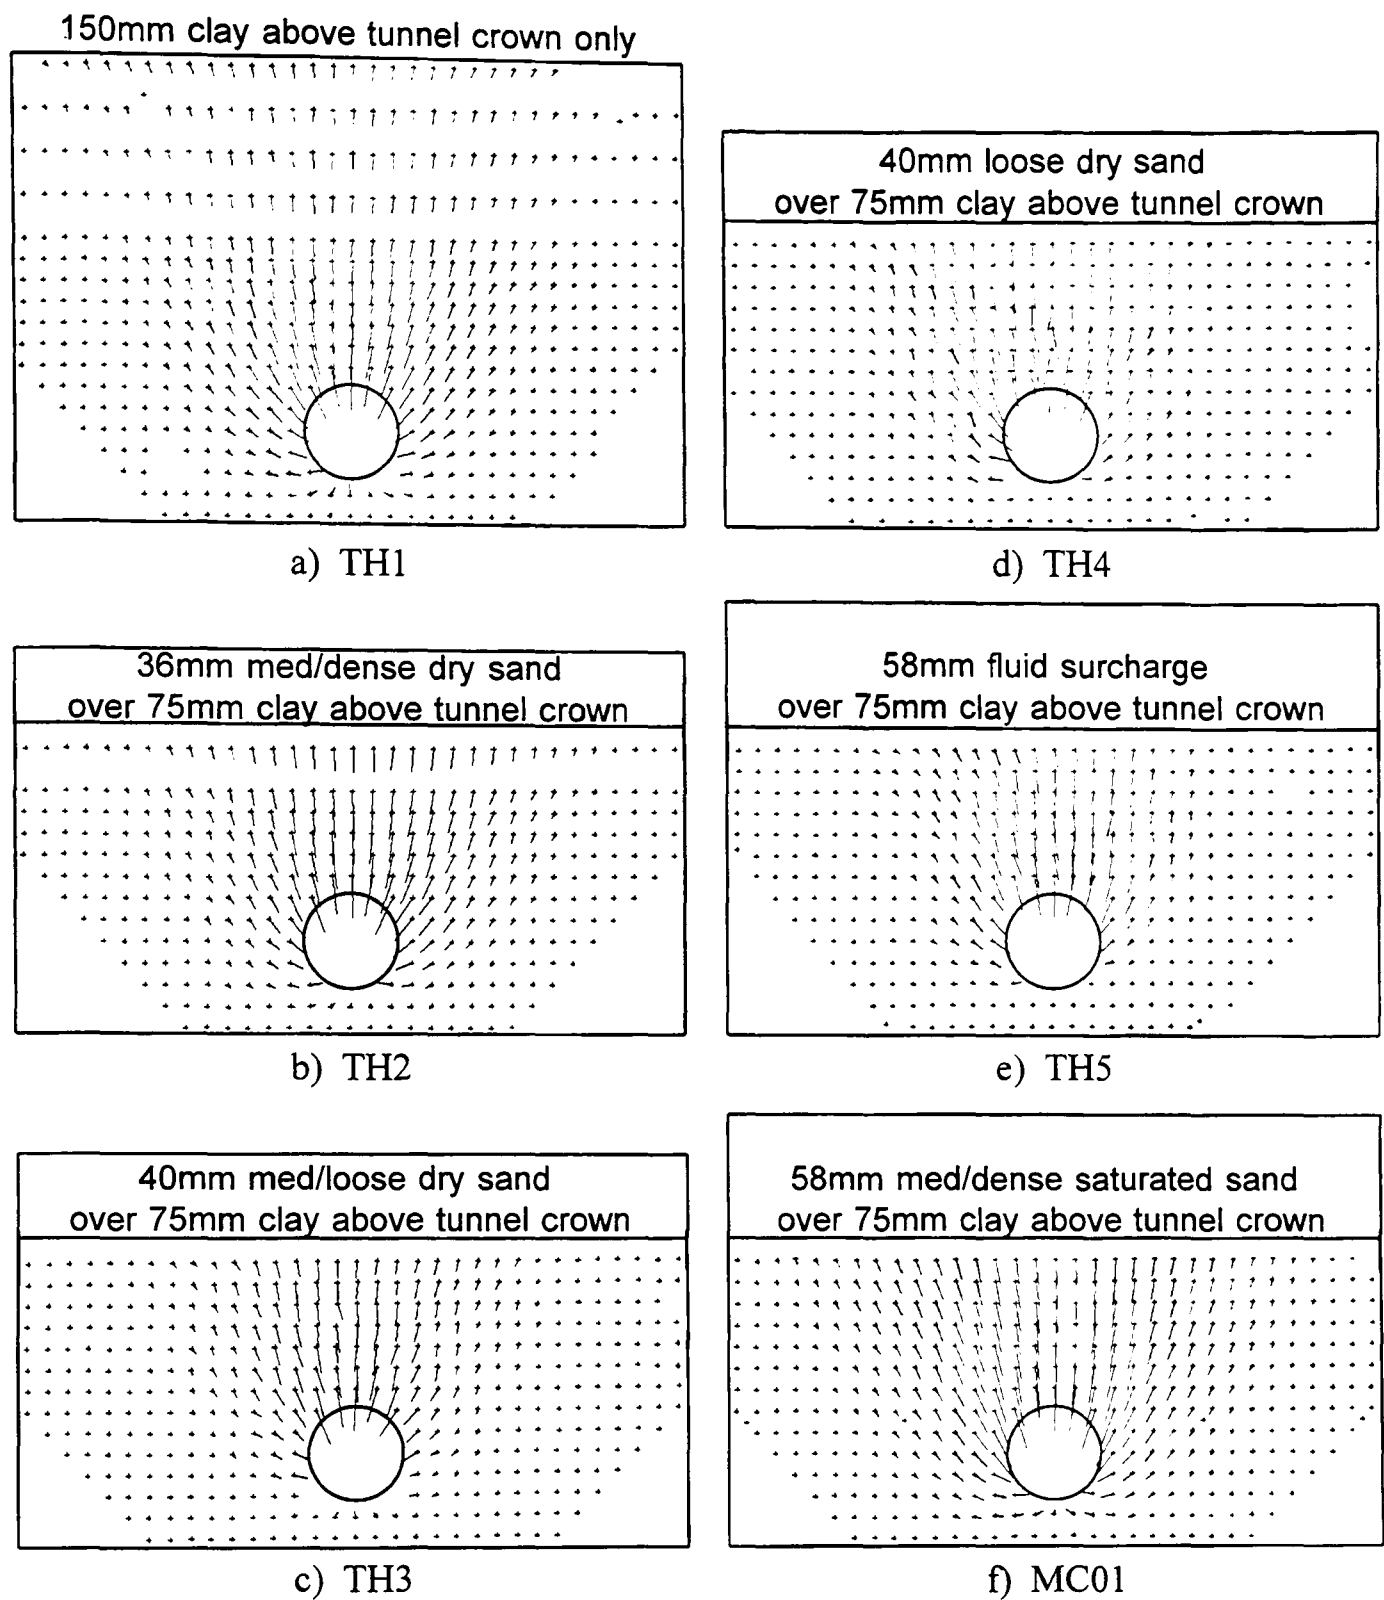 150mm clay above tunnel crown only
a) TH1
36mm med/dense dry sand
over 75mm clay above tunnel crown
b) TH2
40mm med/loose dry sand
over 75mm clay above tunnel crown
c) TH3
40mm loose dry sand
over 75mm clay above tunnel crown
d) TH4
58mm fluid surcharge
over 75mm clay above tunnel crown
e) TH5
58mm med/dense saturated sand
over 75mm clay above tunnel crown
f) MC01